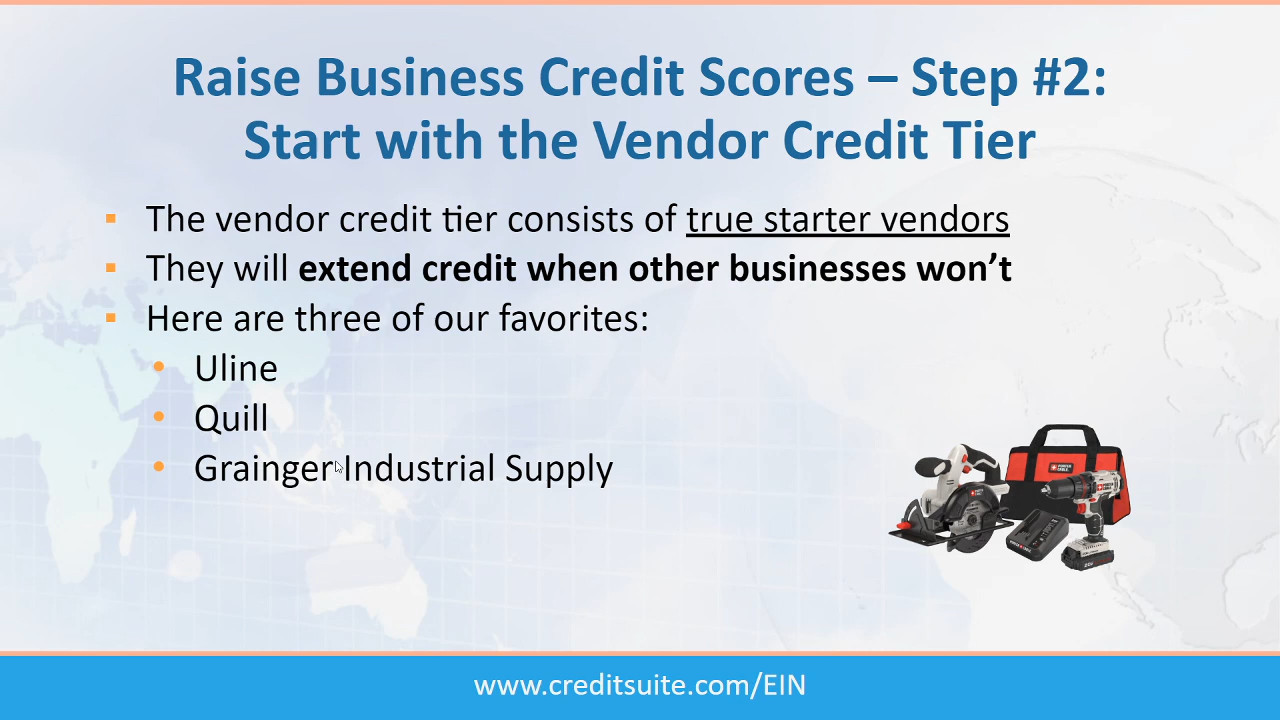 Raise Business Credit Scores – Step #2:
Start with the Vendor Credit Tier
▪ The vendor credit tier consists of true starter vendors
▪ They will extend credit when other businesses won’t
▪ Here are three of our favorites:
• Uline
• Quill
• Grainger Industrial Supply
www.creditsuite.com/EIN